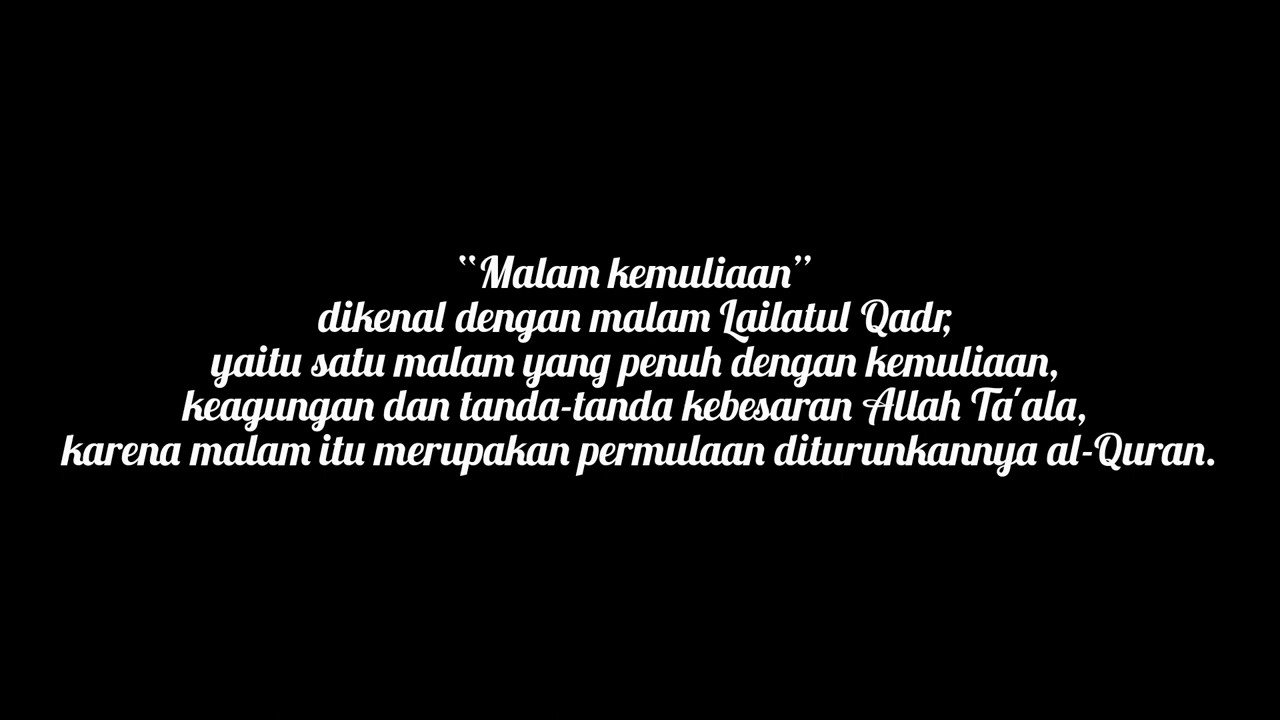 “Malam kemuliaan”
dikenal dengan malam Lailatul Qadr,
yaitu satu malam yang penuh dengan kemuliaan,
keagungan dan tanda-tanda kebesaran Allah Ta'ala,
karena malam itu merupakan permulaan diturunkannya al-Quran.